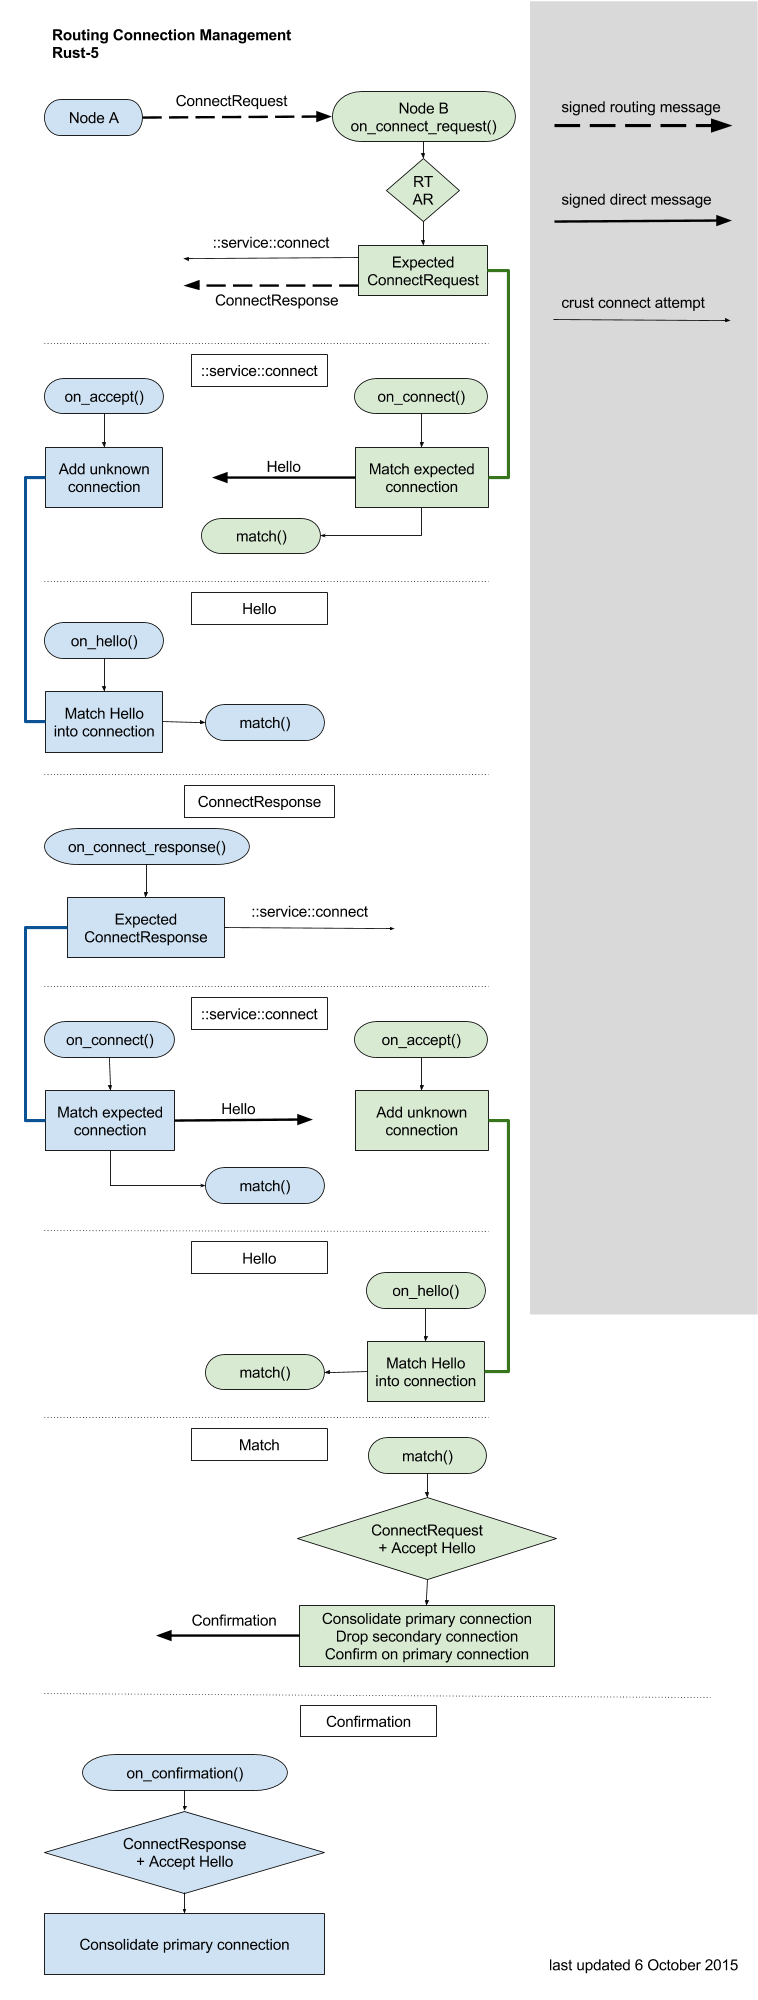 Routing Connection Management
Rust-5
Node A
ConnectRequest
Node B
on_connect_request()
signed routing message
RT
AR
signed direct message
::service::connect
Expected
ConnectRequest
ConnectResponse
crust connect attempt
::service::connect
on_accept()
on_connect()
Add unknown
connection
Hello
Match expected
connection
match()
Hello
on_hello()
Match Hello
into connection
match()
ConnectResponse
on_connect_response()
Expected
ConnectResponse
::service::connect
::service::connect
on_connect()
on_accept()
Match expected
connection
Hello
Add unknown
connection
match()
Hello
on_hello()
match()
Match Hello
into connection
Match
match()
ConnectRequest
+ Accept Hello
Confirmation
Consolidate primary connection
Drop secondary connection
Confirm on primary connection
Confirmation
on_confirmation()
ConnectResponse
+ Accept Hello
Consolidate primary connection
last updated 6 October 2015